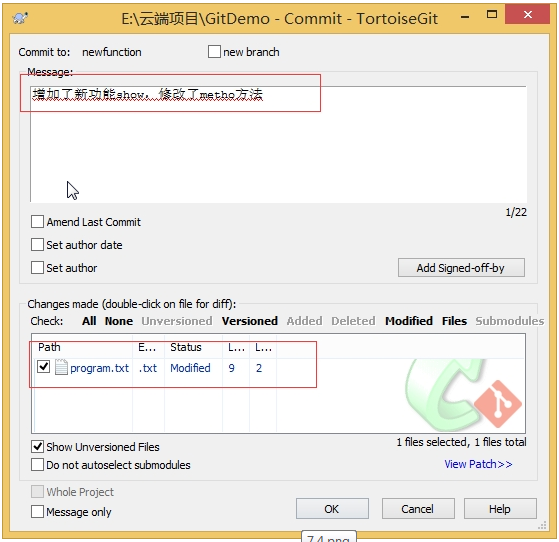 E:\云端项目\GitDemo - Commit - TortoiseGit
Commit to: newfunction new branch
Message:
增加了新功能show, 修改了metho方法
1/22
Amend Last Commit
Set author date
Set author
Add Signed-off-by
Changes made (double-click on file for diff):
Check: All None Unversioned Versioned Added Deleted Modified Files Submodules
Path E... Status L... L...
program.txt .txt Modified 9 2
Show Unversioned Files
1 files selected, 1 files total
Do not autoselect submodules
View Patch>>
Whole Project
Message only
OK Cancel Help
7.4.png